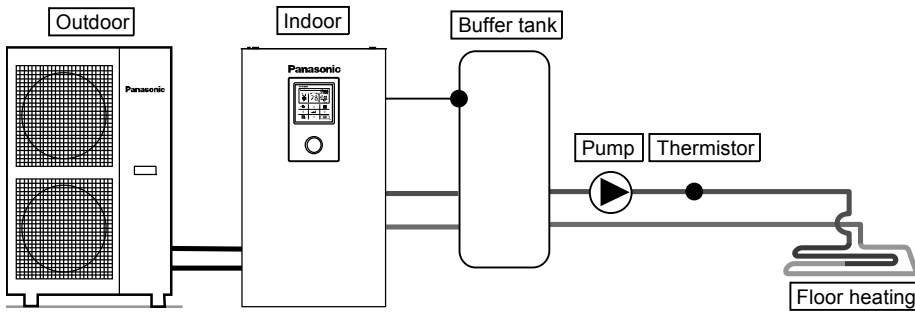 Outdoor
Indoor
Buffer tank
Panasonic
Panasonic
Pump
Thermistor
Floor heating